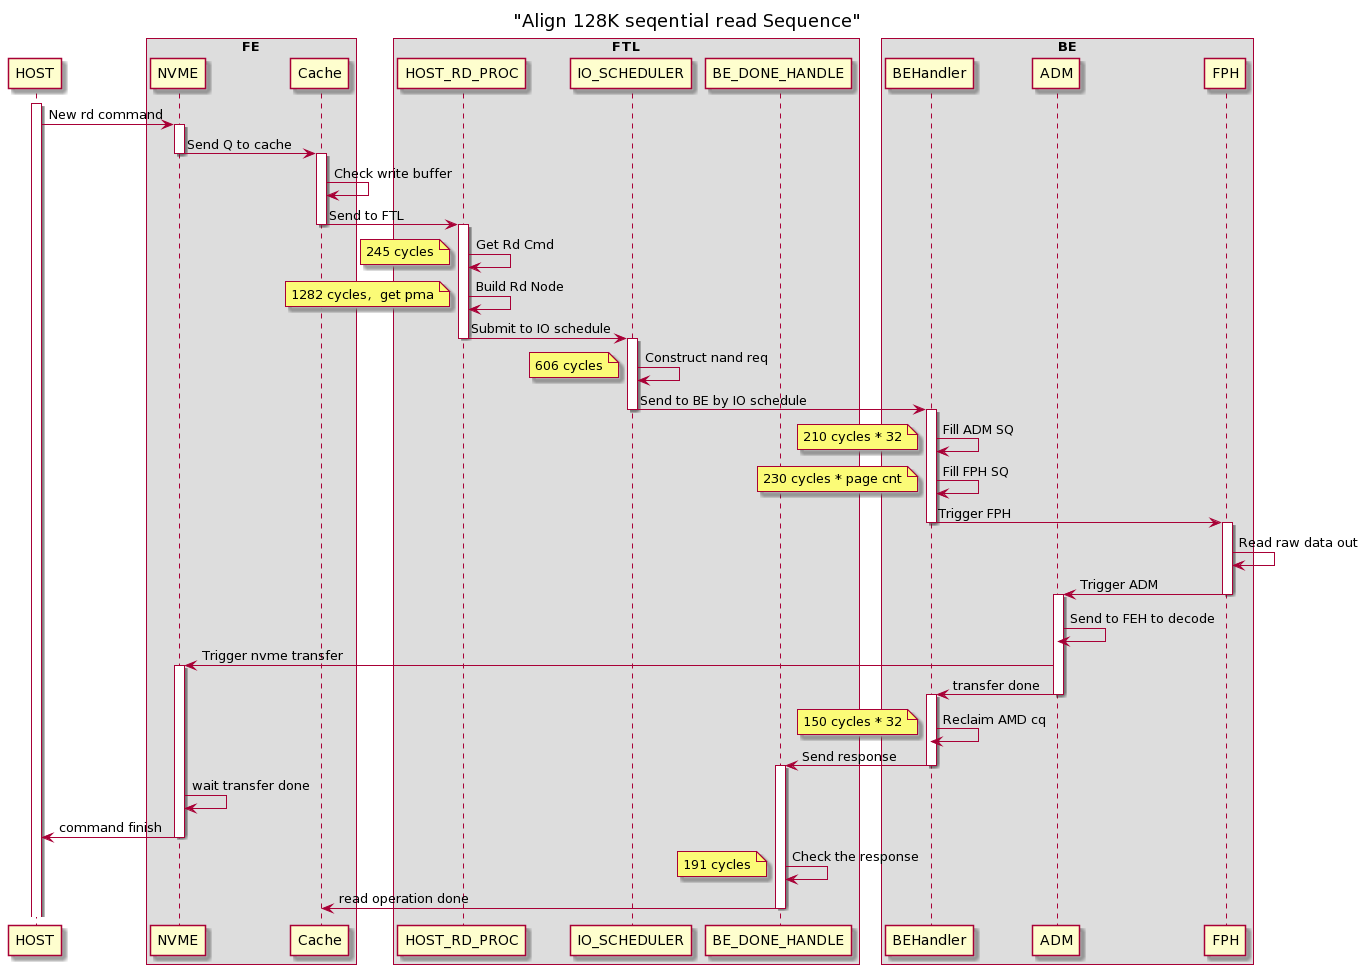 "Align 128K seqential read Sequence"
FE
FTL
BE
HOST
NVME
Cache
HOST_RD_PROC
IO_SCHEDULER
BE_DONE_HANDLE
BEHandler
ADM
FPH
New rd command
Send Q to cache
Check write buffer
Send to FTL
245 cycles
Get Rd Cmd
1282 cycles,  get pma
Build Rd Node
Submit to IO schedule
606 cycles
Construct nand req
Send to BE by IO schedule
210 cycles * 32
Fill ADM SQ
230 cycles * page cnt
Fill FPH SQ
Trigger FPH
Read raw data out
Trigger ADM
Send to FEH to decode
Trigger nvme transfer
transfer done
150 cycles * 32
Reclaim AMD cq
Send response
wait transfer done
command finish
191 cycles
Check the response
read operation done
HOST
NVME
Cache
HOST_RD_PROC
IO_SCHEDULER
BE_DONE_HANDLE
BEHandler
ADM
FPH